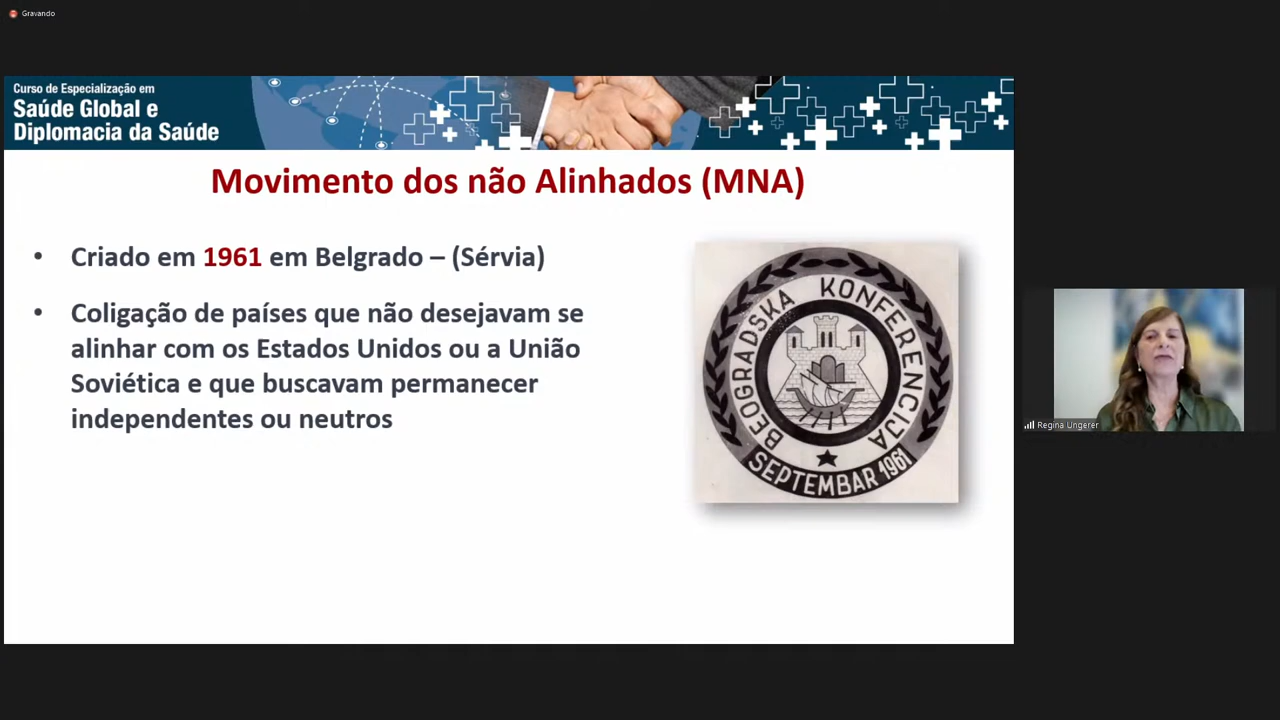 Gravando
Curso de Especialização em
Saúde Global e
Diplomacia da Saúde
Movimento dos não Alinhados (MNA)
• Criado em 1961 em Belgrado – (Sérvia)
• Coligação de países que não desejavam se
alinhar com os Estados Unidos ou a União
Soviética e que buscavam permanecer
independentes ou neutros
BEOGRADSKA KONFERENCIJA
SEPTEMBAR 1961
Regina Ungerer